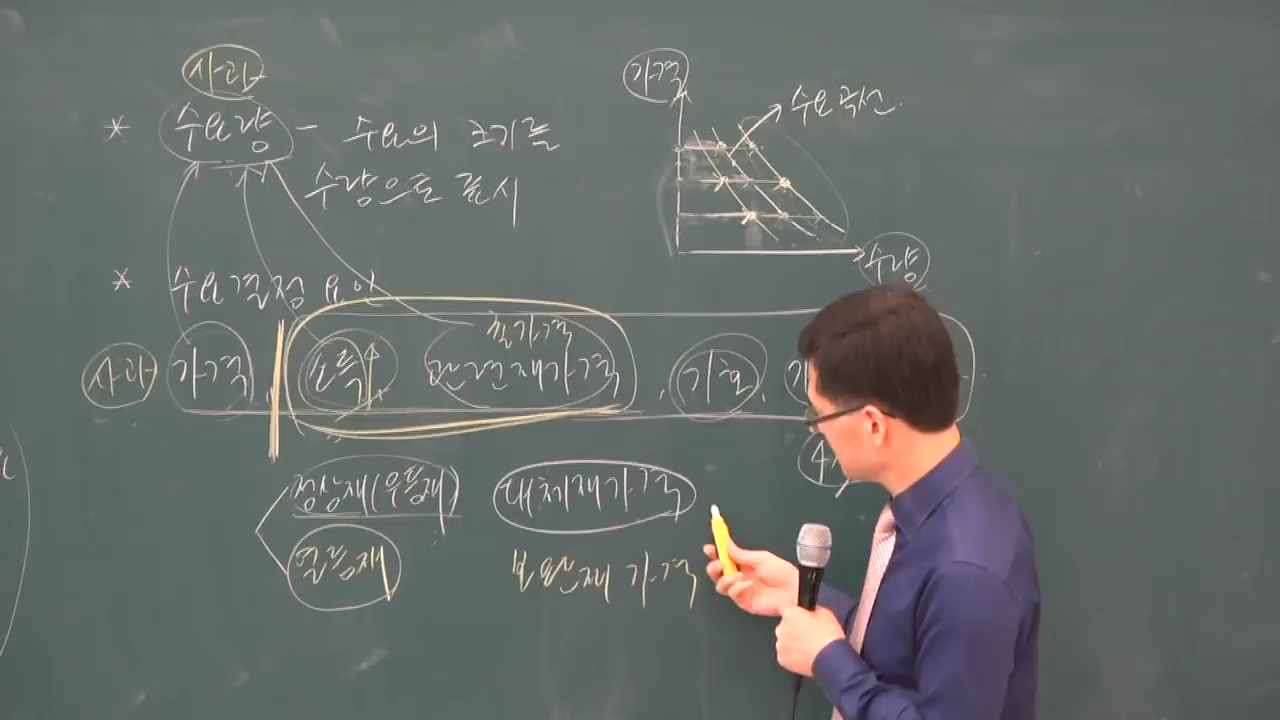 사과
* 수요량 - 수요의 크기를
수량으로 표시
가격
수요곡선
수량
* 수요결정 요인
사과 가격, 소득↑, 관련재가격, 기호,
정상재(우등재)
열등재
대체재가격
보완재 가격